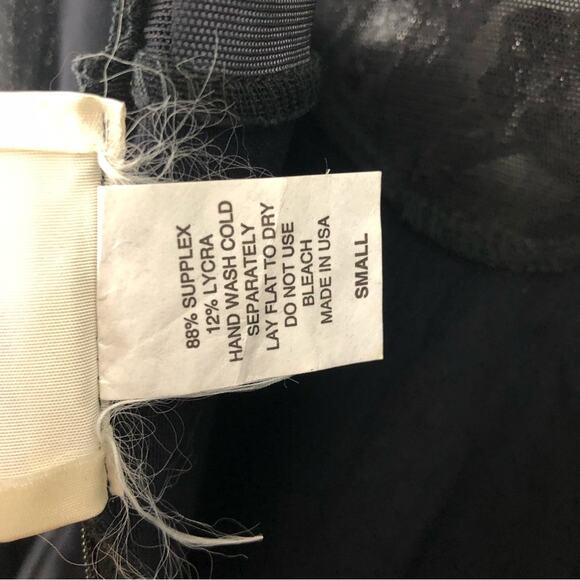 88% SUPPLEX
12% LYCRA
HAND WASH COLD
SEPARATELY
LAY FLAT TO DRY
DO NOT USE
BLEACH
MADE IN USA
SMALL